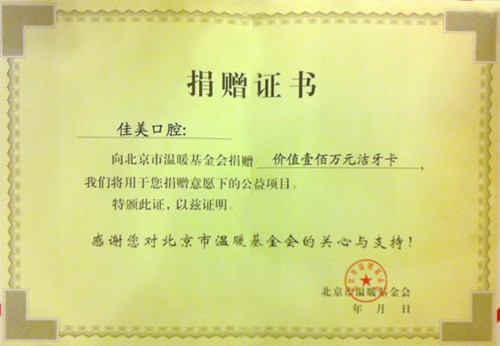 捐赠证书
佳美口腔:
向北京市温暖基金会捐赠 价值壹佰万元洁牙卡,
我们将用于您捐赠意愿下的公益项目。
特颁此证,以兹证明。
感谢您对北京市温暖基金会的关心与支持!
北京市温暖基金会
年 月 日